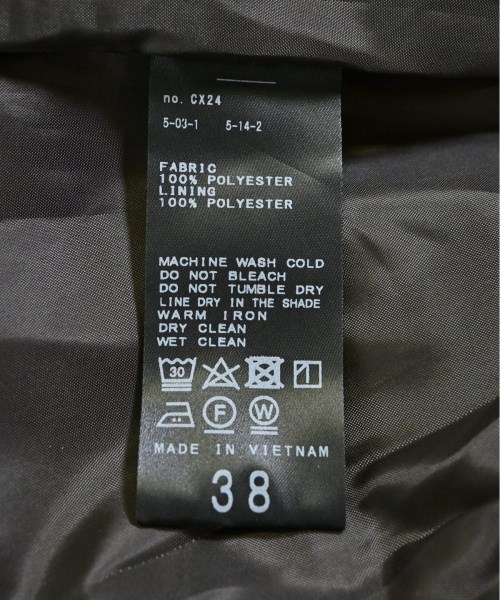 no. CX24
5-03-1 5-14-2
FABRIC
100% POLYESTER
LINING
100% POLYESTER
MACHINE WASH COLD
DO NOT BLEACH
DO NOT TUMBLE DRY
LINE DRY IN THE SHADE
WARM IRON
DRY CLEAN
WET CLEAN
30
F W
MADE IN VIETNAM
38